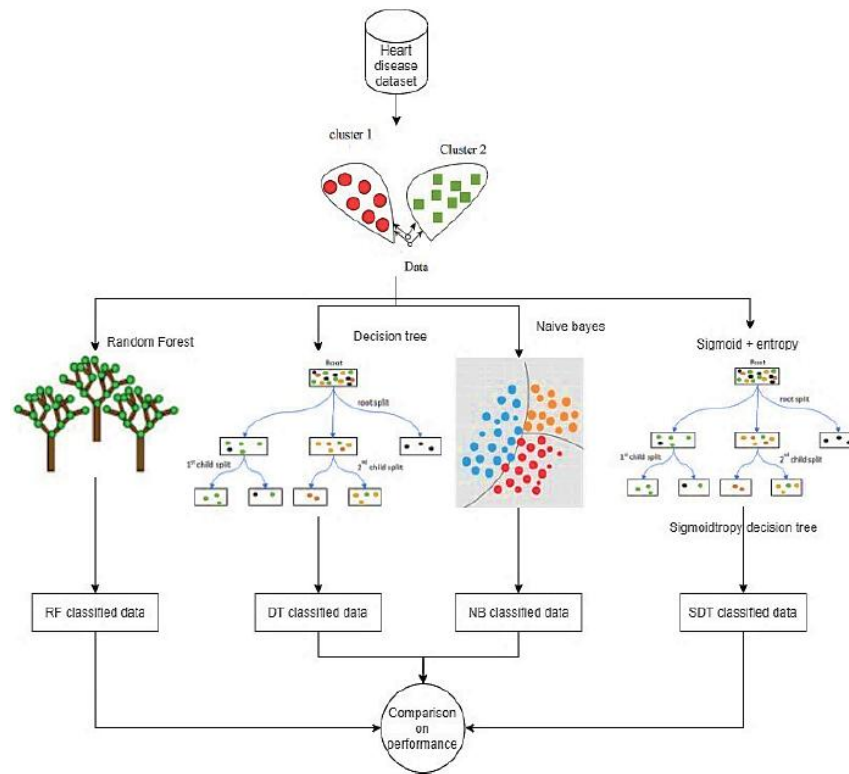 Heart
disease
dataset
cluster 1
Cluster 2
Data
Random Forest
Decision tree
Naive bayes
Sigmoid + entropy
Root
root split
1st child split
2nd child split
Root
root split
1st child split
2nd child split
Sigmoidtropy decision tree
RF classified data
DT classified data
NB classified data
SDT classified data
Comparison
on
performance